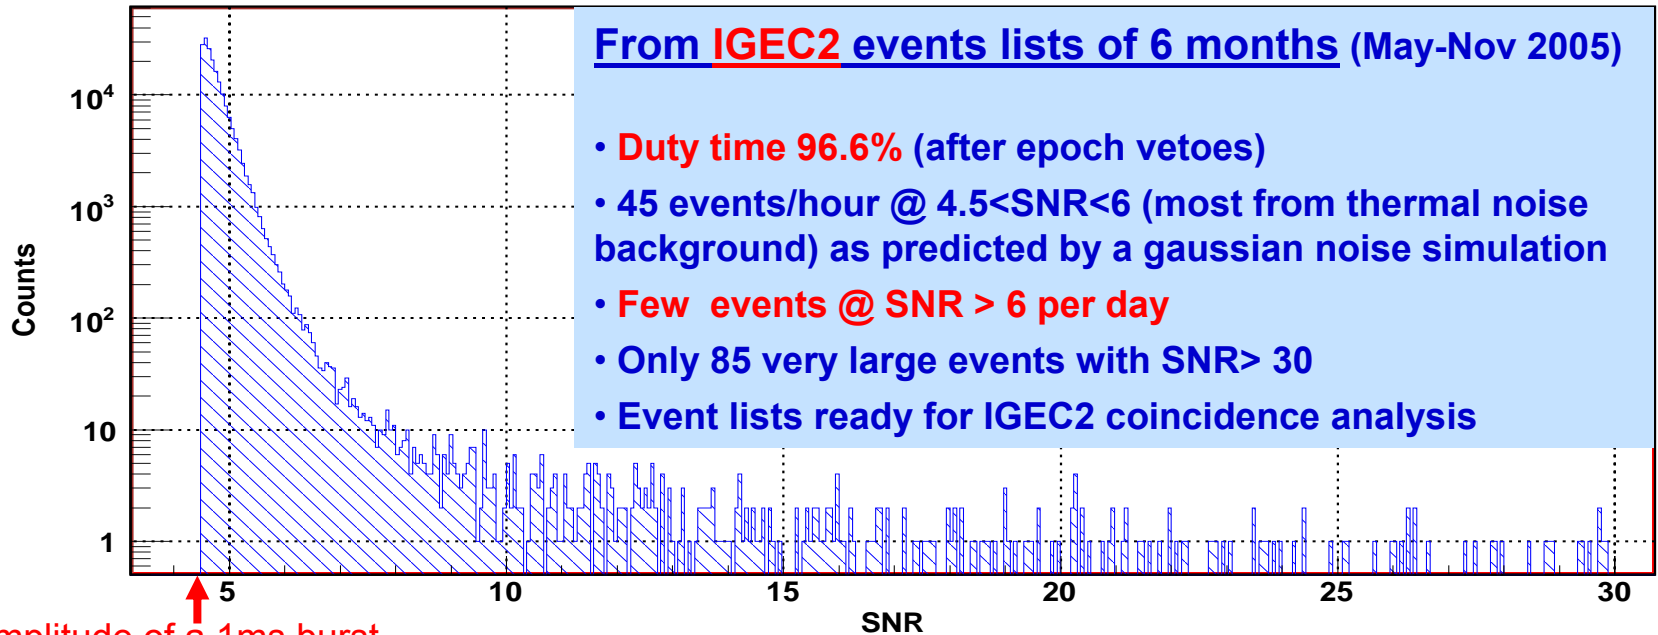 From IGEC2 events lists of 6 months (May-Nov 2005)
• Duty time 96.6% (after epoch vetoes)
• 45 events/hour @ 4.5<SNR<6 (most from thermal noise
background) as predicted by a gaussian noise simulation
• Few events @ SNR > 6 per day
• Only 85 very large events with SNR> 30
• Event lists ready for IGEC2 coincidence analysis
Counts
10⁴
10³
10²
10
1
5 10 15 20 25 30
SNR
of a 1ms burst